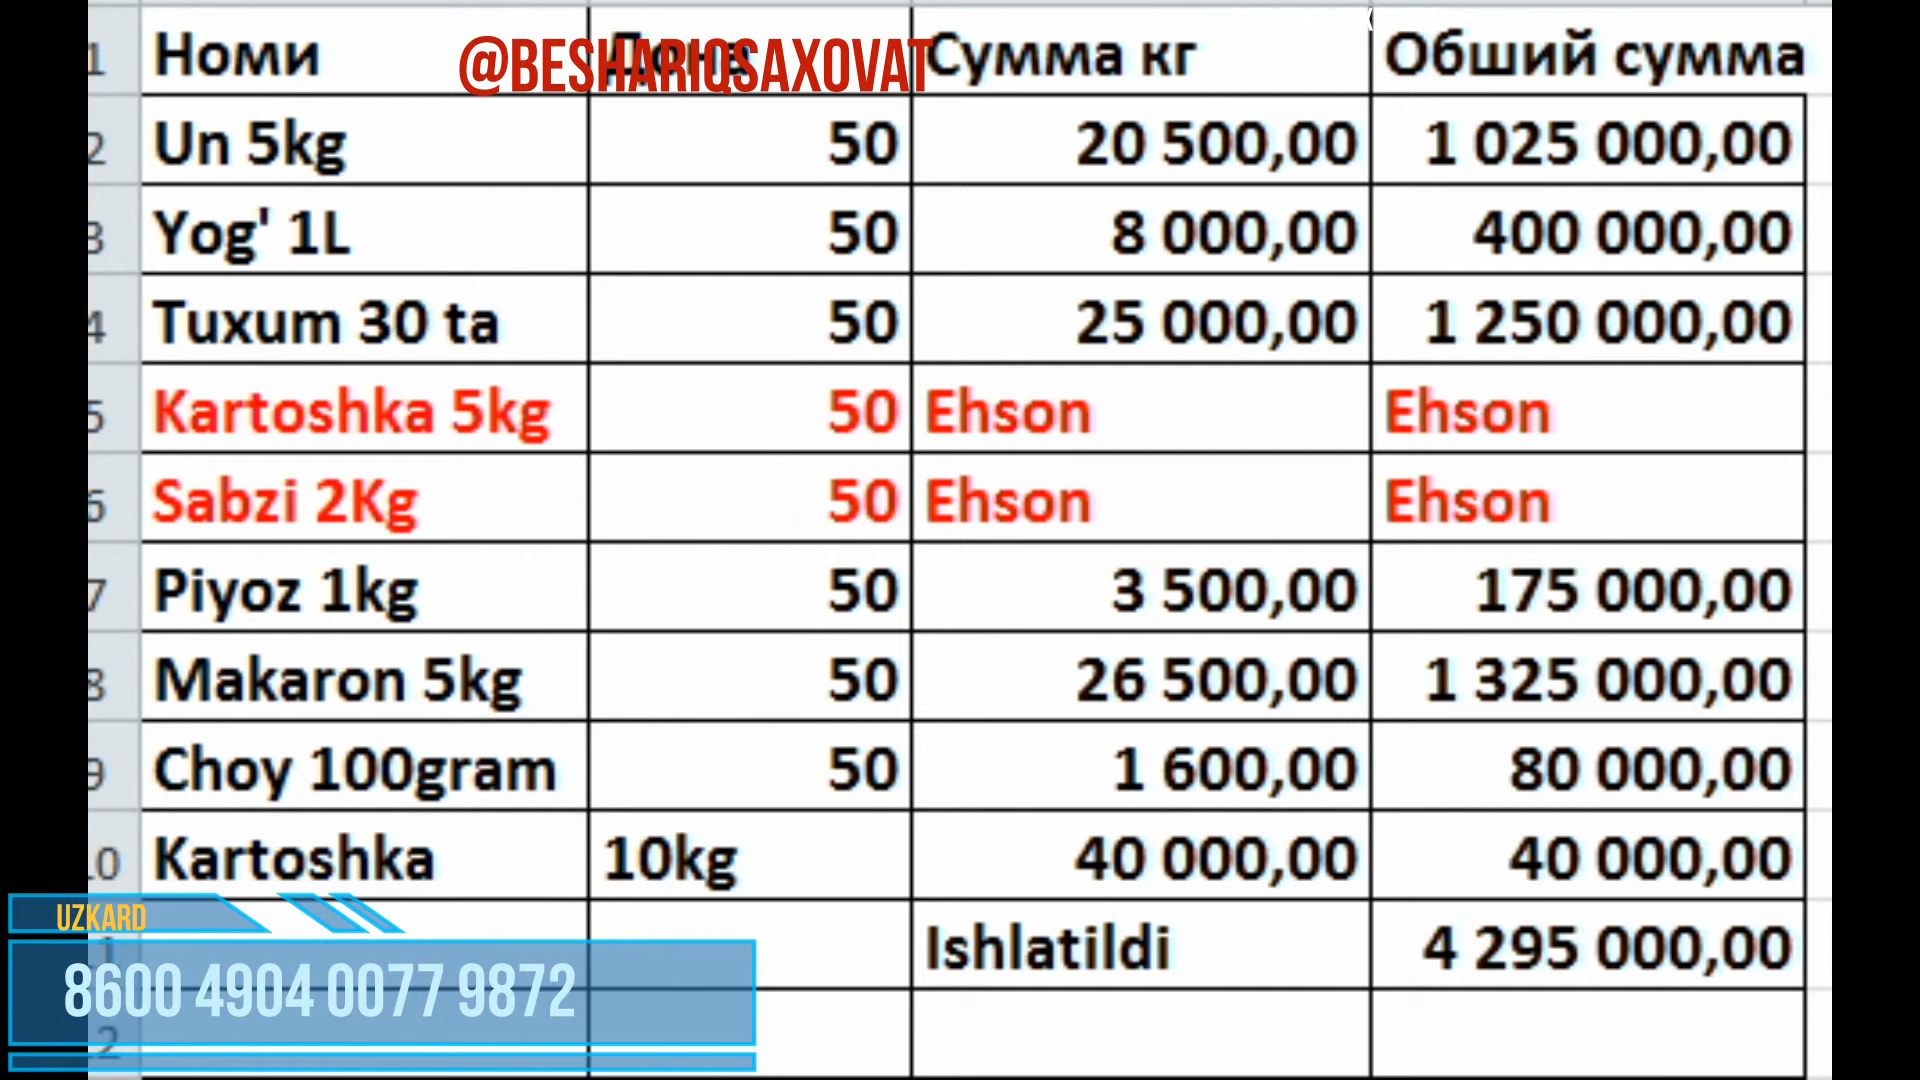 1 Номи Дона Сумма кг Обший сумма
@BESHARIQSAXOVAT
2 Un 5kg 50 20 500,00 1 025 000,00
3 Yog' 1L 50 8 000,00 400 000,00
4 Tuxum 30 ta 50 25 000,00 1 250 000,00
5 Kartoshka 5kg 50 Ehson Ehson
6 Sabzi 2Kg 50 Ehson Ehson
7 Piyoz 1kg 50 3 500,00 175 000,00
8 Makaron 5kg 50 26 500,00 1 325 000,00
9 Choy 100gram 50 1 600,00 80 000,00
10 Kartoshka 10kg 40 000,00 40 000,00
UZKARD
Ishlatildi 4 295 000,00
8600 4904 0077 9872